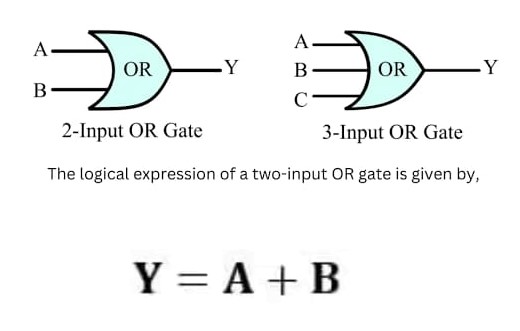 A
B
OR
Y
2-Input OR Gate
A
B
C
OR
Y
3-Input OR Gate
The logical expression of a two-input OR gate is given by,
Y = A + B